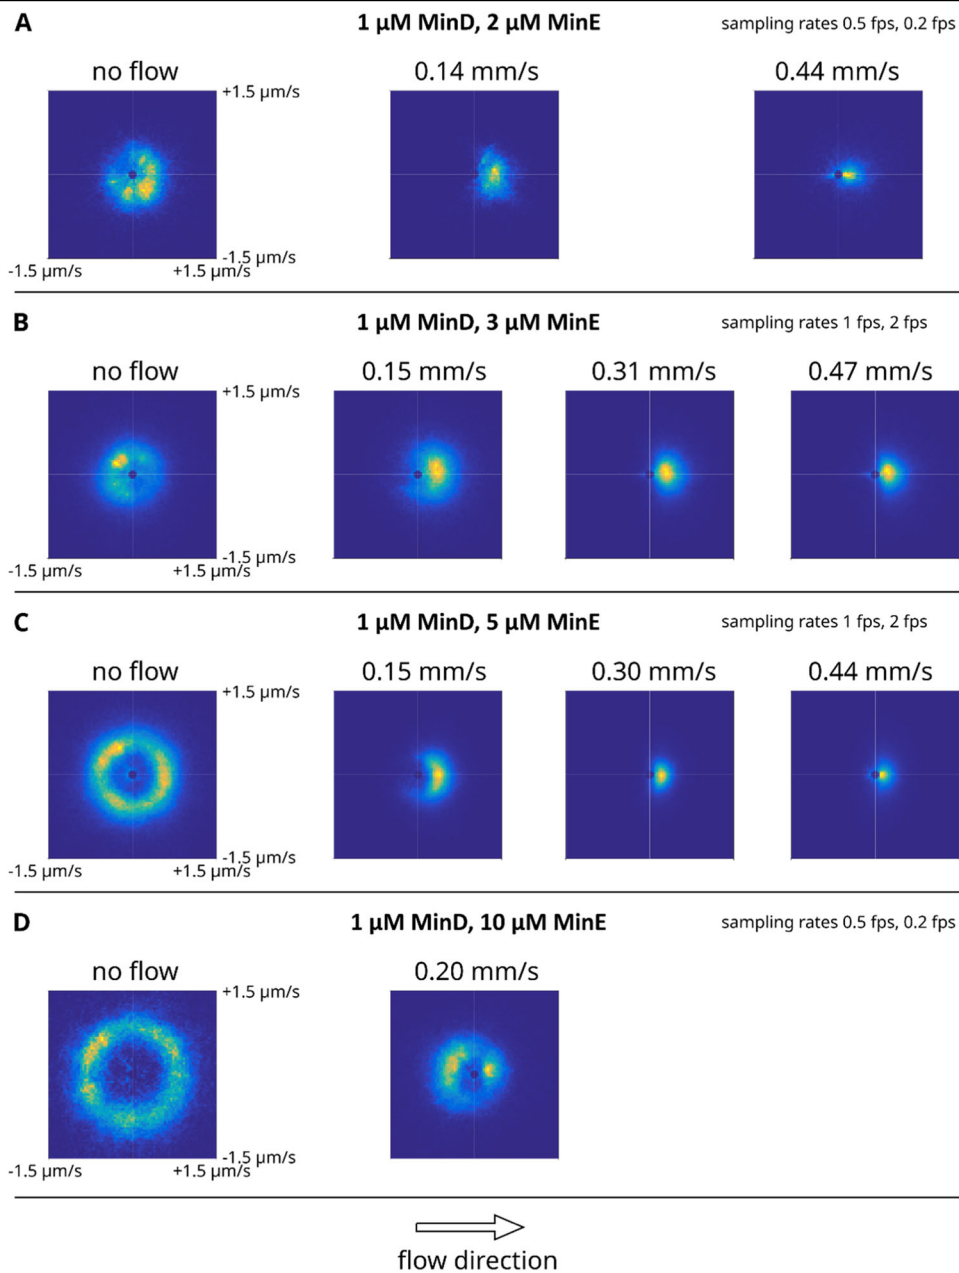 A 1 μM MinD, 2 μM MinE sampling rates 0.5 fps, 0.2 fps
no flow 0.14 mm/s 0.44 mm/s
+1.5 μm/s
-1.5 μm/s
-1.5 μm/s +1.5 μm/s
B 1 μM MinD, 3 μM MinE sampling rates 1 fps, 2 fps
no flow 0.15 mm/s 0.31 mm/s 0.47 mm/s
+1.5 μm/s
-1.5 μm/s
-1.5 μm/s +1.5 μm/s
C 1 μM MinD, 5 μM MinE sampling rates 1 fps, 2 fps
no flow 0.15 mm/s 0.30 mm/s 0.44 mm/s
+1.5 μm/s
-1.5 μm/s
-1.5 μm/s +1.5 μm/s
D 1 μM MinD, 10 μM MinE sampling rates 0.5 fps, 0.2 fps
no flow 0.20 mm/s
+1.5 μm/s
-1.5 μm/s
-1.5 μm/s +1.5 μm/s
flow direction